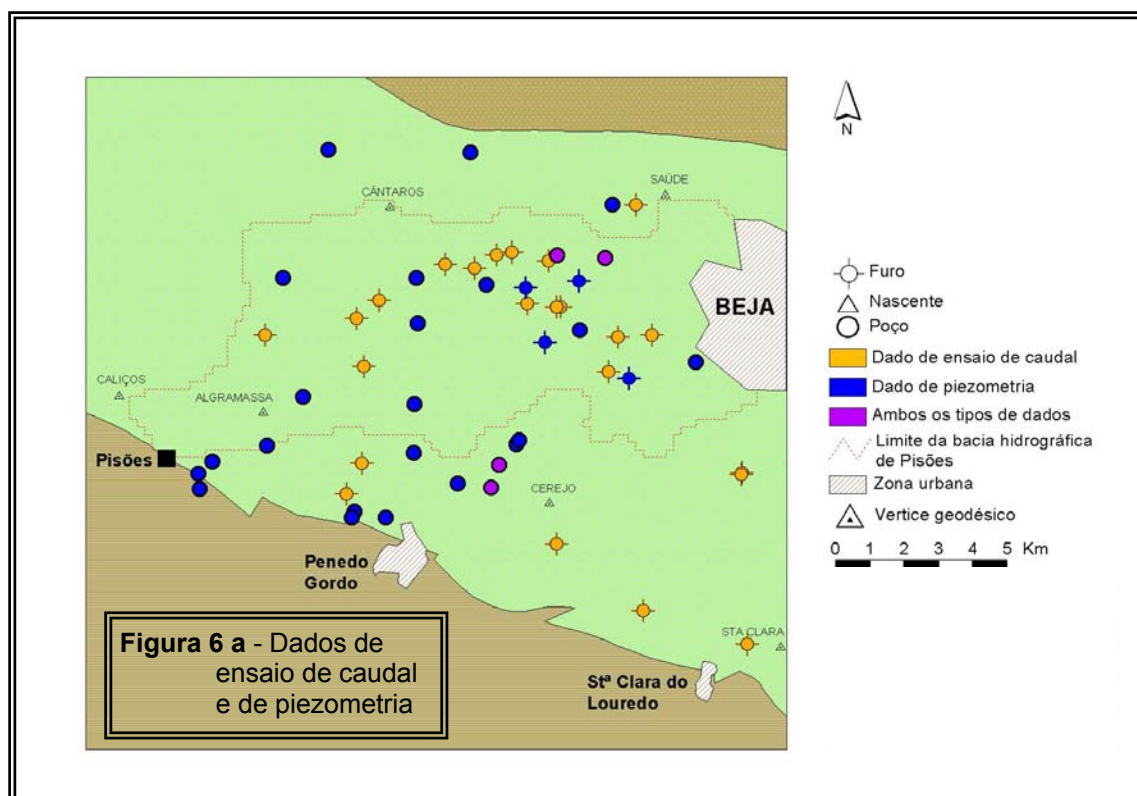 SAÚDE
CÂNTAROS
BEJA
CALIÇOS
ALGRAMASSA
Pisões
CEREJO
Penedo
Gordo
STA CLARA
Stª Clara do
Louredo
Figura 6 a - Dados de
ensaio de caudal
e de piezometria
N
Furo
Nascente
Poço
Dado de ensaio de caudal
Dado de piezometria
Ambos os tipos de dados
Limite da bacia hidrográfica
de Pisões
Zona urbana
Vertice geodésico
0 1 2 3 4 5 Km